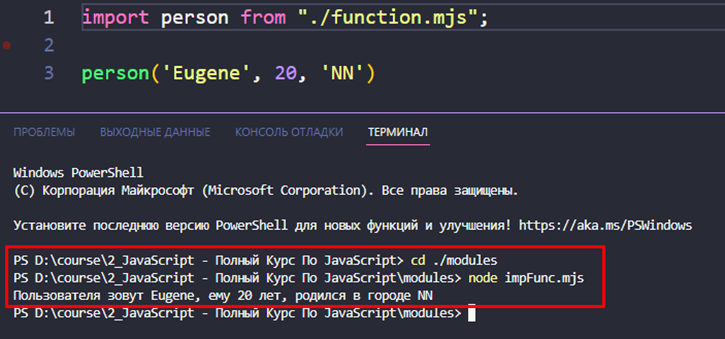 1 import person from "./function.mjs";
2
3 person('Eugene', 20, 'NN')
ПРОБЛЕМЫ ВЫХОДНЫЕ ДАННЫЕ КОНСОЛЬ ОТЛАДКИ ТЕРМИНАЛ
Windows PowerShell
(C) Корпорация Майкрософт (Microsoft Corporation). Все права защищены.
Установите последнюю версию PowerShell для новых функций и улучшения! https://aka.ms/PSWindows
PS D:\course\2_JavaScript - Полный Курс По JavaScript> cd ./modules
PS D:\course\2_JavaScript - Полный Курс По JavaScript\modules> node impFunc.mjs
Пользователя зовут Eugene, ему 20 лет, родился в городе NN
PS D:\course\2_JavaScript - Полный Курс По JavaScript\modules>